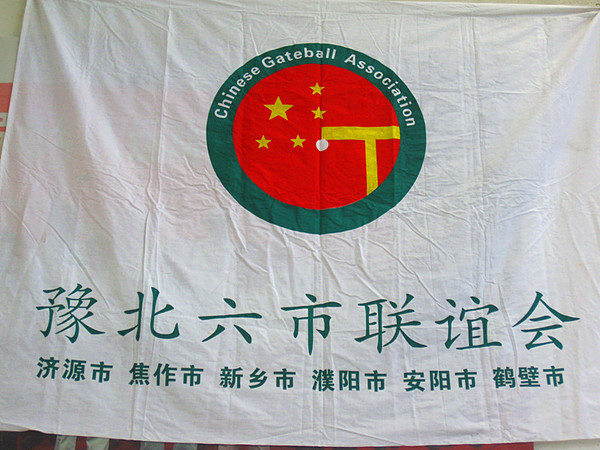 Chinese Gateball Association
豫北六市联谊会
济源市 焦作市 新乡市 濮阳市 安阳市 鹤壁市